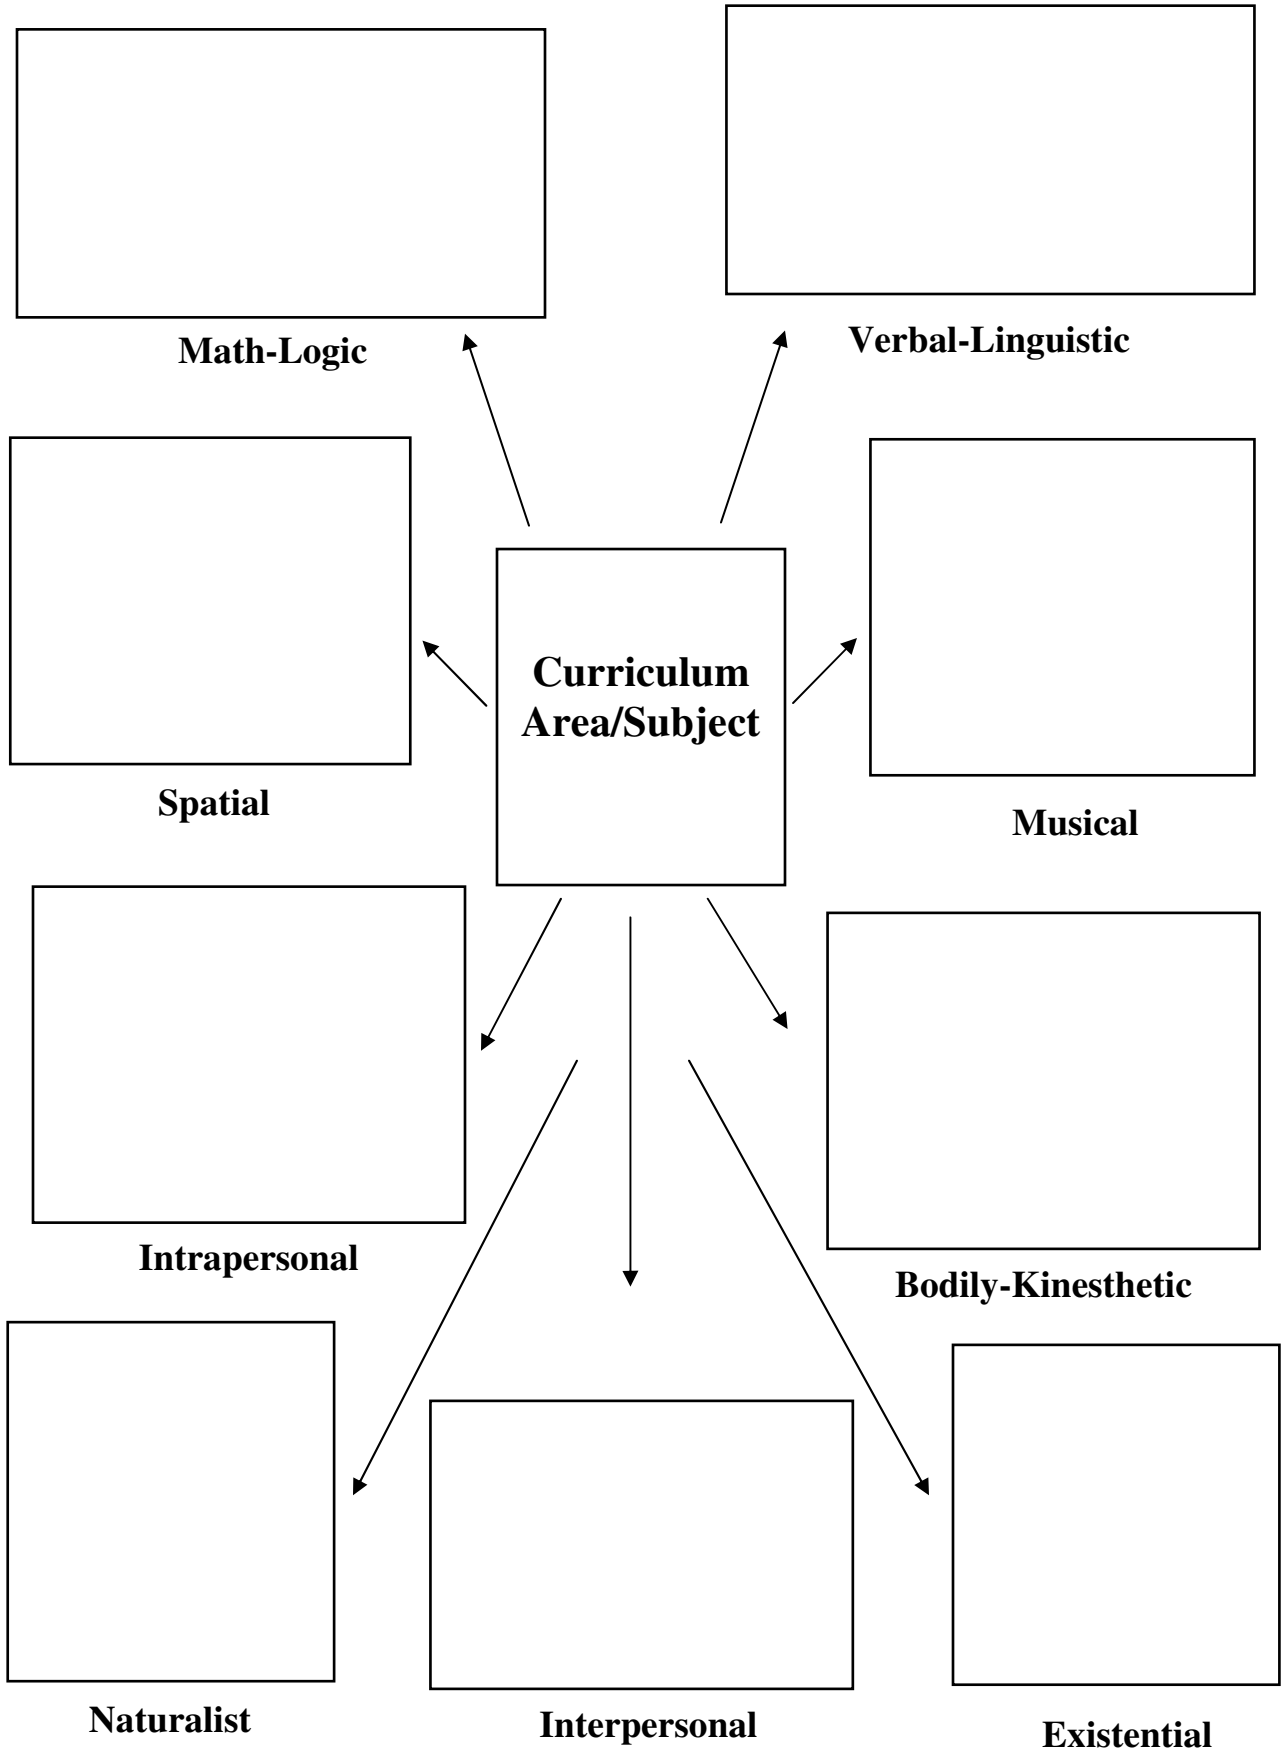 Math-Logic
Verbal-Linguistic
Curriculum
Area/Subject
Spatial
Musical
Intrapersonal
Bodily-Kinesthetic
Naturalist
Interpersonal
Existential